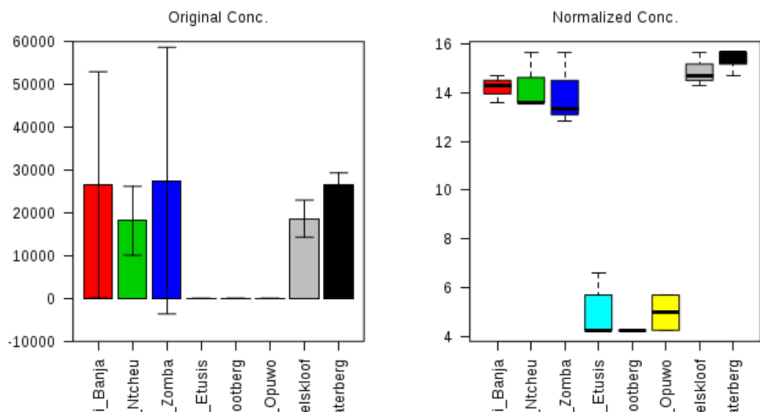 Original Conc.
60000
50000
40000
30000
20000
10000
0
-10000
i_Banja
_Ntcheu
_Zomba
_Etusis
ootberg
_Opuwo
elskloof
aterberg
Normalized Conc.
16
14
12
10
8
6
4
i_Banja
_Ntcheu
_Zomba
_Etusis
ootberg
_Opuwo
elskloof
aterberg